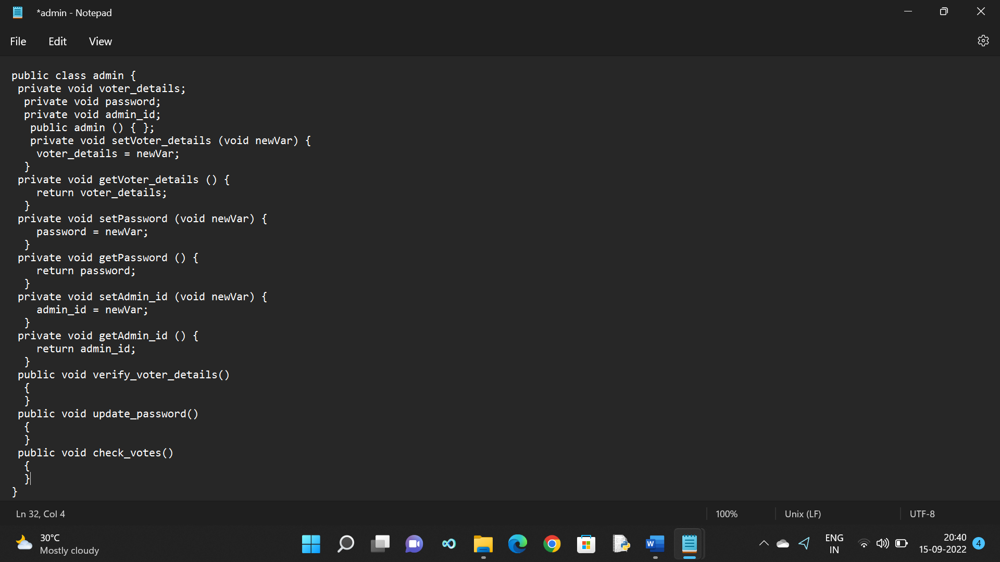 *admin - Notepad
File Edit View
public class admin {
 private void voter_details;
  private void password;
  private void admin_id;
   public admin () { };
   private void setVoter_details (void newVar) {
    voter_details = newVar;
  }
 private void getVoter_details () {
    return voter_details;
  }
 private void setPassword (void newVar) {
    password = newVar;
  }
 private void getPassword () {
    return password;
  }
 private void setAdmin_id (void newVar) {
    admin_id = newVar;
  }
 private void getAdmin_id () {
    return admin_id;
  }
 public void verify_voter_details()
  {
  }
 public void update_password()
  {
  }
 public void check_votes()
  {
  }
}
Ln 32, Col 4 100% Unix (LF) UTF-8
30°C
Mostly cloudy
W
ENG
IN
20:40
15-09-2022
4